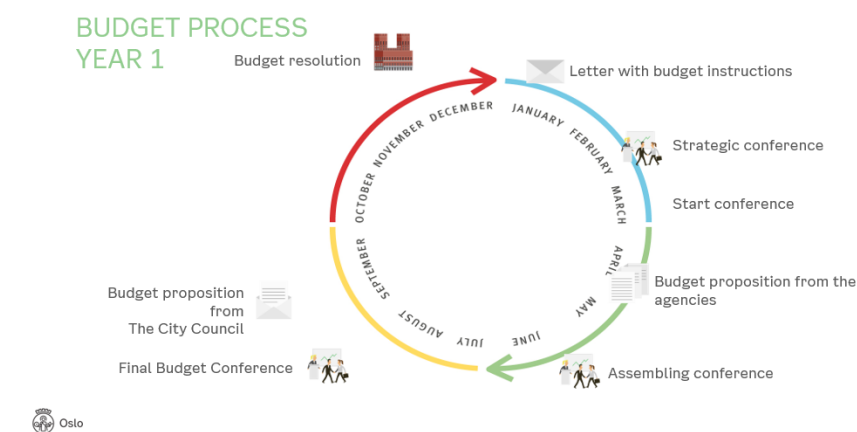 BUDGET PROCESS
YEAR 1
Budget resolution
Letter with budget instructions
Strategic conference
Start conference
Budget proposition from the
agencies
Assembling conference
Final Budget Conference
Budget proposition
from
The City Council
JANUARY
FEBRUARY
MARCH
APRIL
MAY
JUNE
JULY
AUGUST
SEPTEMBER
OCTOBER
NOVEMBER
DECEMBER
Oslo